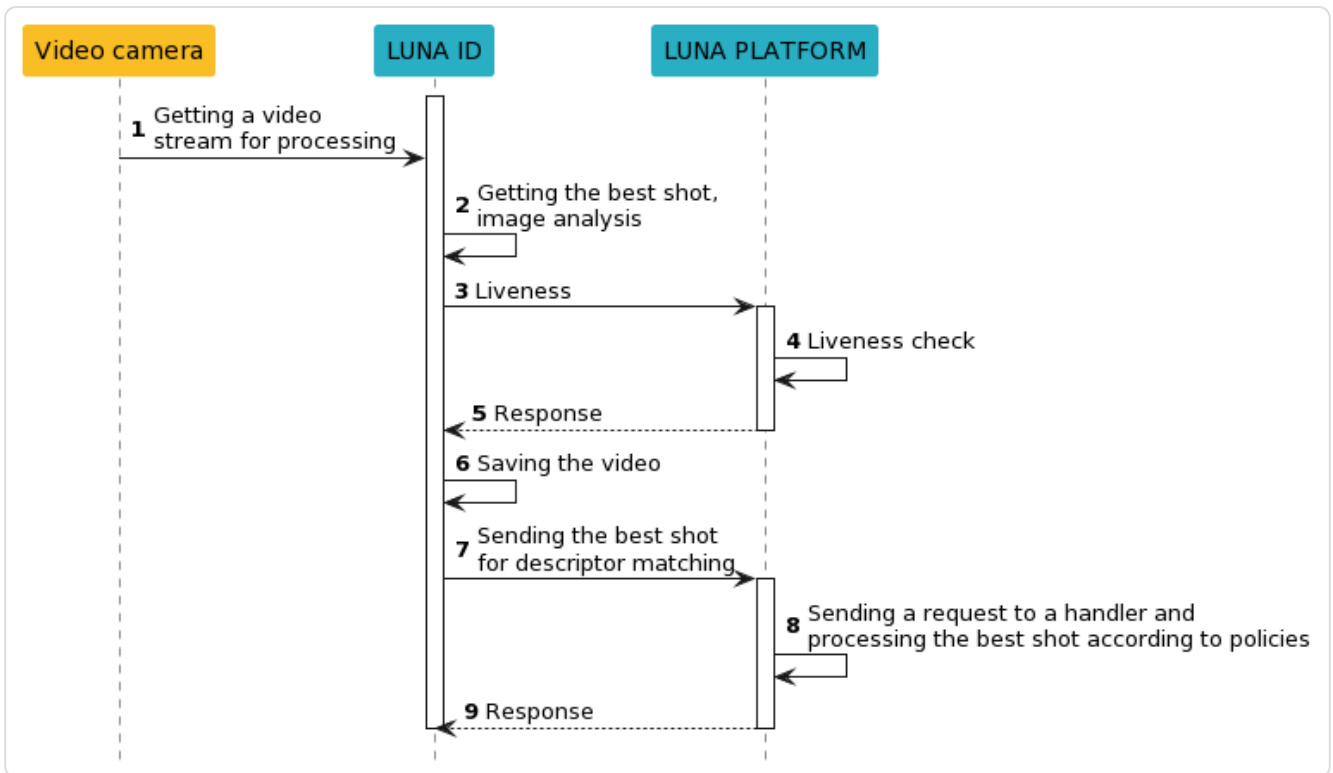 Video camera
LUNA ID
LUNA PLATFORM
1 Getting a video
stream for processing
2 Getting the best shot,
image analysis
3 Liveness
4 Liveness check
5 Response
6 Saving the video
7 Sending the best shot
for descriptor matching
8 Sending a request to a handler and
processing the best shot according to policies
9 Response